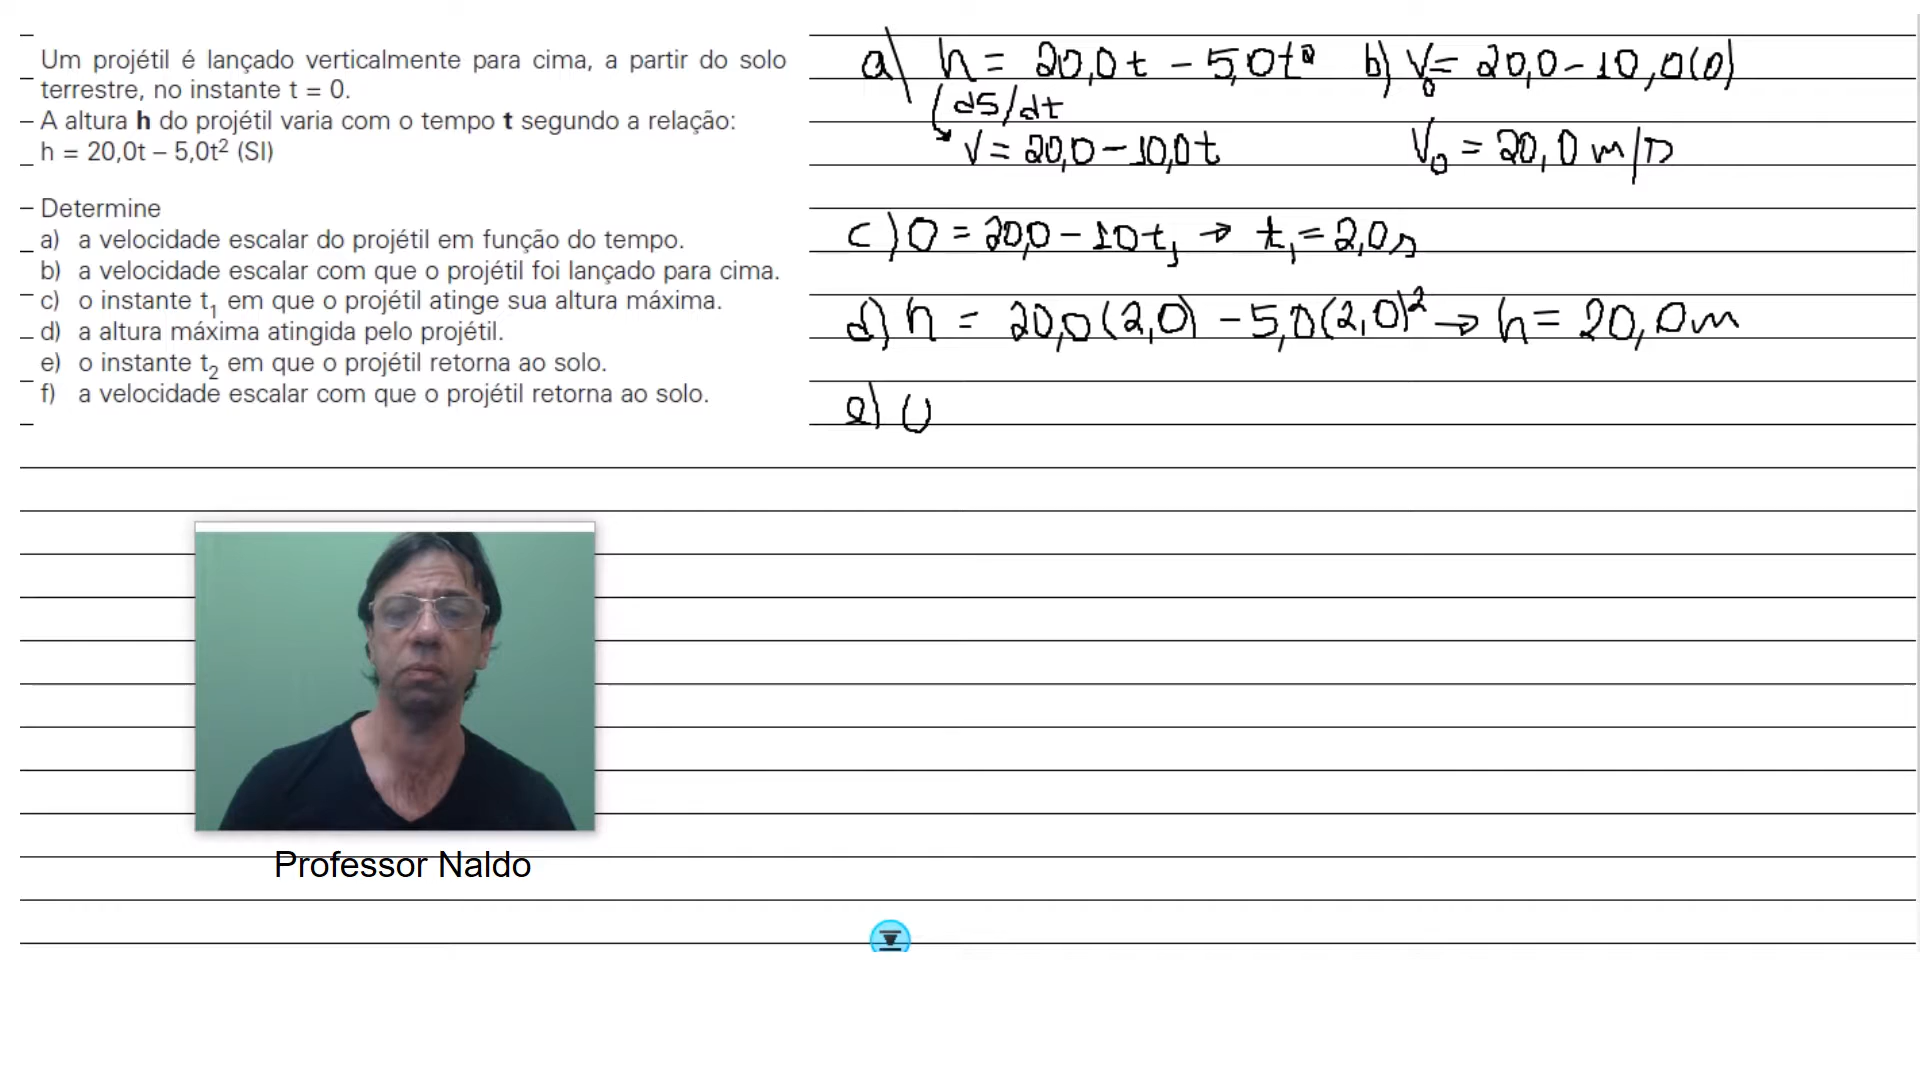 Um projétil é lançado verticalmente para cima, a partir do solo
terrestre, no instante t = 0.
A altura h do projétil varia com o tempo t segundo a relação:
h = 20,0t – 5,0t² (SI)
Determine
a) a velocidade escalar do projétil em função do tempo.
b) a velocidade escalar com que o projétil foi lançado para cima.
c) o instante t₁ em que o projétil atinge sua altura máxima.
d) a altura máxima atingida pelo projétil.
e) o instante t₂ em que o projétil retorna ao solo.
f) a velocidade escalar com que o projétil retorna ao solo.
a) h = 20,0t - 5,0t²
ds/dt
V = 20,0 - 10,0t
b) V₀ = 20,0 - 10,0(0)
V₀ = 20,0 m/s
c) 0 = 20,0 - 10t₁ → t₁ = 2,0s
d) h = 20,0(2,0) - 5,0(2,0)² → h = 20,0m
e) 0
Professor Naldo